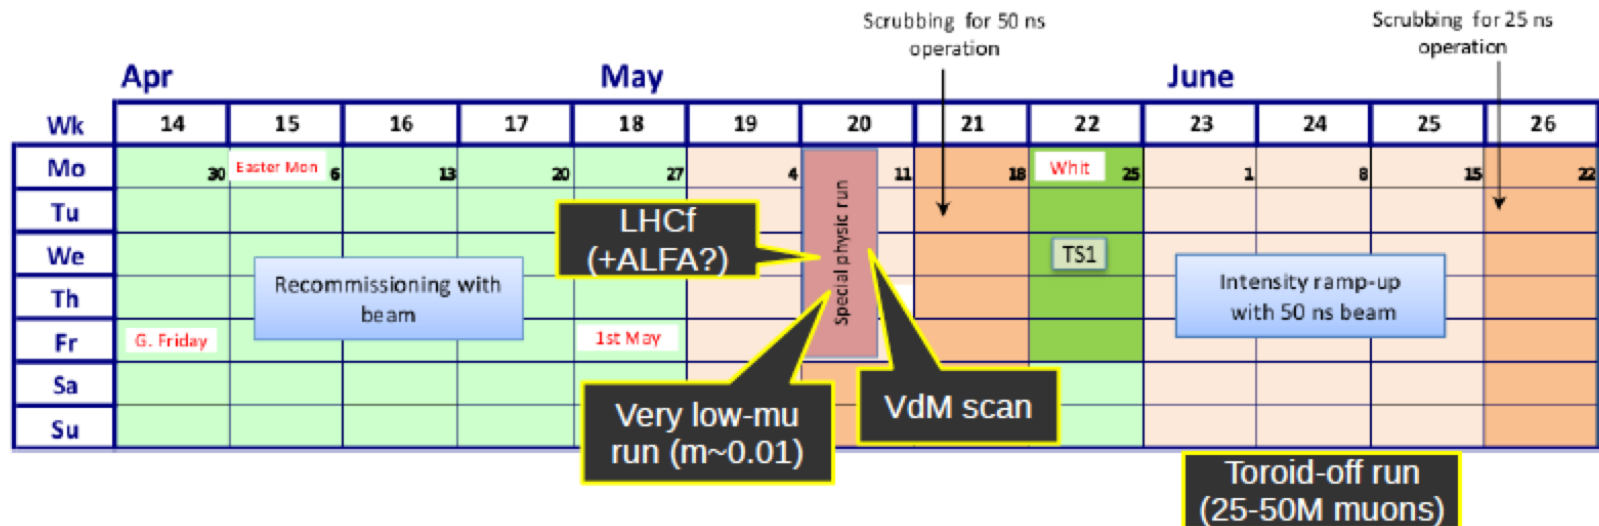 Scrubbing for 50 ns
operation
Scrubbing for 25 ns
operation
Apr May June
Wk 14 15 16 17 18 19 20 21 22 23 24 25 26
Mo 30 Easter Mon 6 13 20 27 4 11 18 Whit 25 1 8 15 22
Tu
We
Th
Fr G. Friday 1st May
Sa
Su
Recommissioning with
beam
LHCf
(+ALFA?)
Special physic run
TS1
Intensity ramp-up
with 50 ns beam
Very low-mu
run (m~0.01)
VdM scan
Toroid-off run
(25-50M muons)